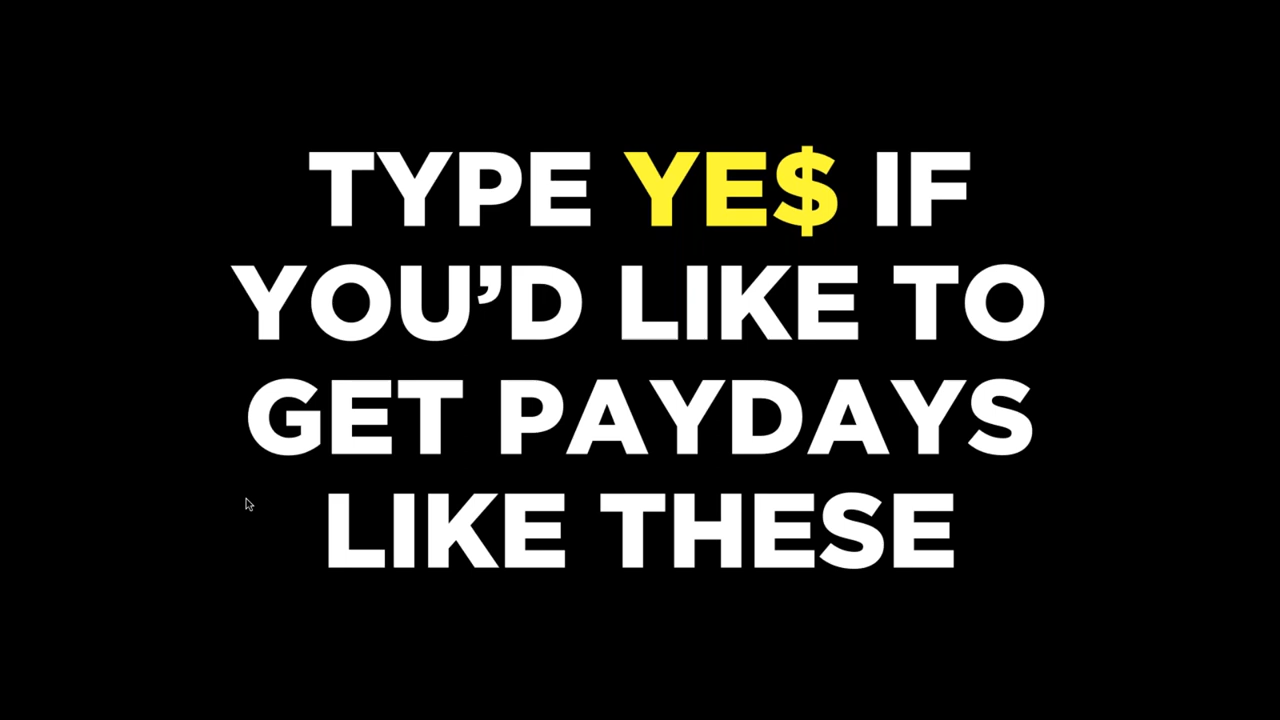 TYPE YE$ IF
YOU’D LIKE TO
GET PAYDAYS
LIKE THESE